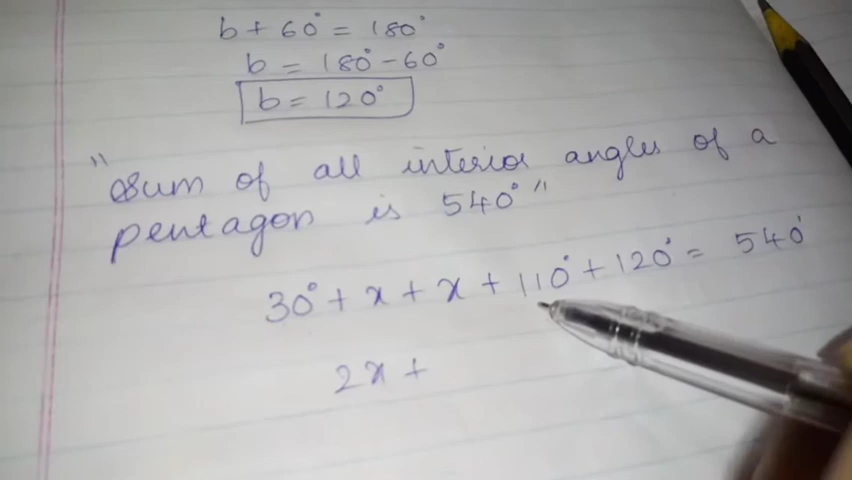 b + 60° = 180°
b = 180° - 60°
b = 120°
"Sum of all interior angles of a
pentagon is 540°"
30° + x + x + 110° + 120° = 540°
2x +